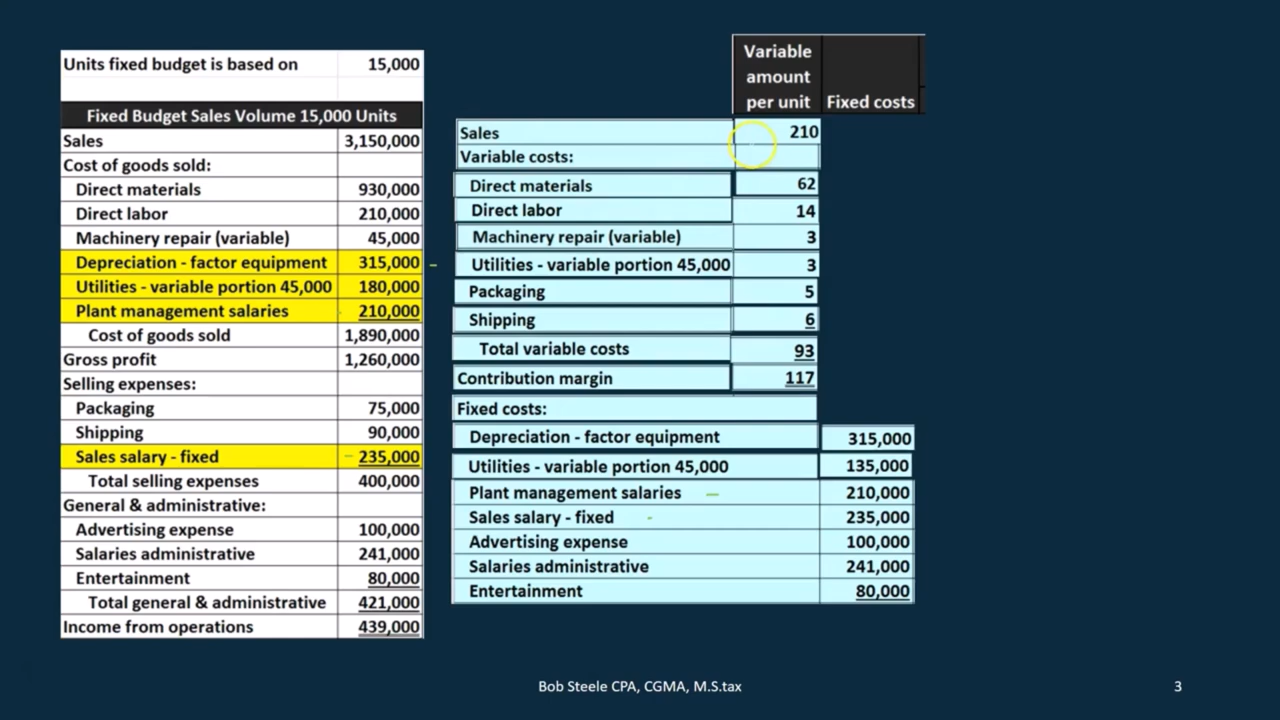 Units fixed budget is based on 15,000
Fixed Budget Sales Volume 15,000 Units
Sales 3,150,000
Cost of goods sold:
Direct materials 930,000
Direct labor 210,000
Machinery repair (variable) 45,000
Depreciation - factor equipment 315,000
Utilities - variable portion 45,000 180,000
Plant management salaries 210,000
Cost of goods sold 1,890,000
Gross profit 1,260,000
Selling expenses:
Packaging 75,000
Shipping 90,000
Sales salary - fixed 235,000
Total selling expenses 400,000
General & administrative:
Advertising expense 100,000
Salaries administrative 241,000
Entertainment 80,000
Total general & administrative 421,000
Income from operations 439,000
Variable
amount
per unit Fixed costs
Sales 210
Variable costs:
Direct materials 62
Direct labor 14
Machinery repair (variable) 3
Utilities - variable portion 45,000 3
Packaging 5
Shipping 6
Total variable costs 93
Contribution margin 117
Fixed costs:
Depreciation - factor equipment 315,000
Utilities - variable portion 45,000 135,000
Plant management salaries 210,000
Sales salary - fixed 235,000
Advertising expense 100,000
Salaries administrative 241,000
Entertainment 80,000
Bob Steele CPA, CGMA, M.S.tax 3